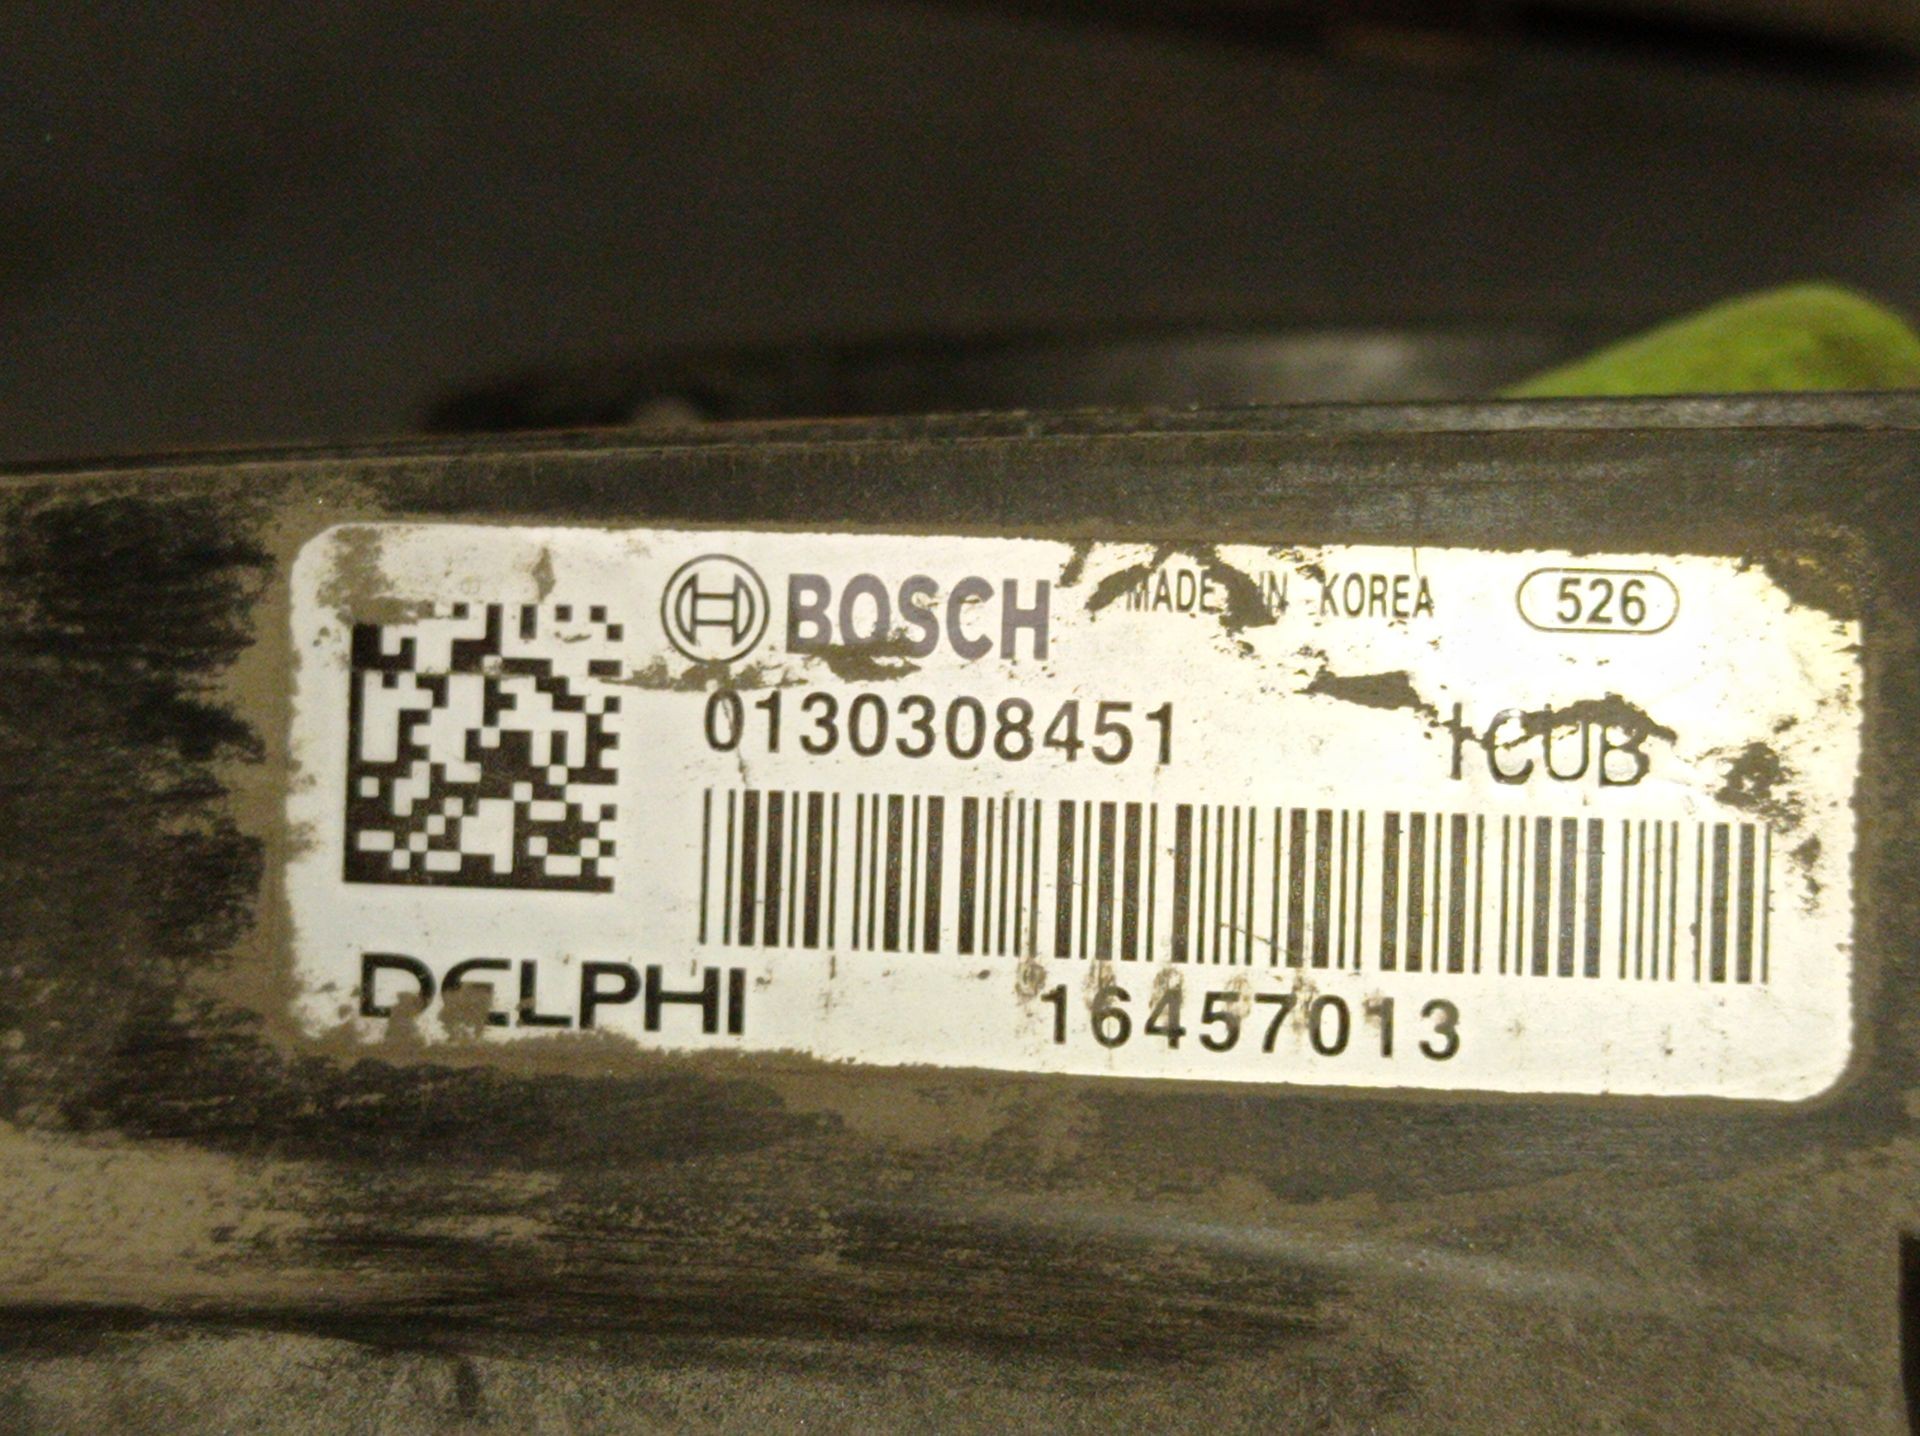 BOSCH MADE IN KOREA 526
0130308451 1CUB
DELPHI 16457013